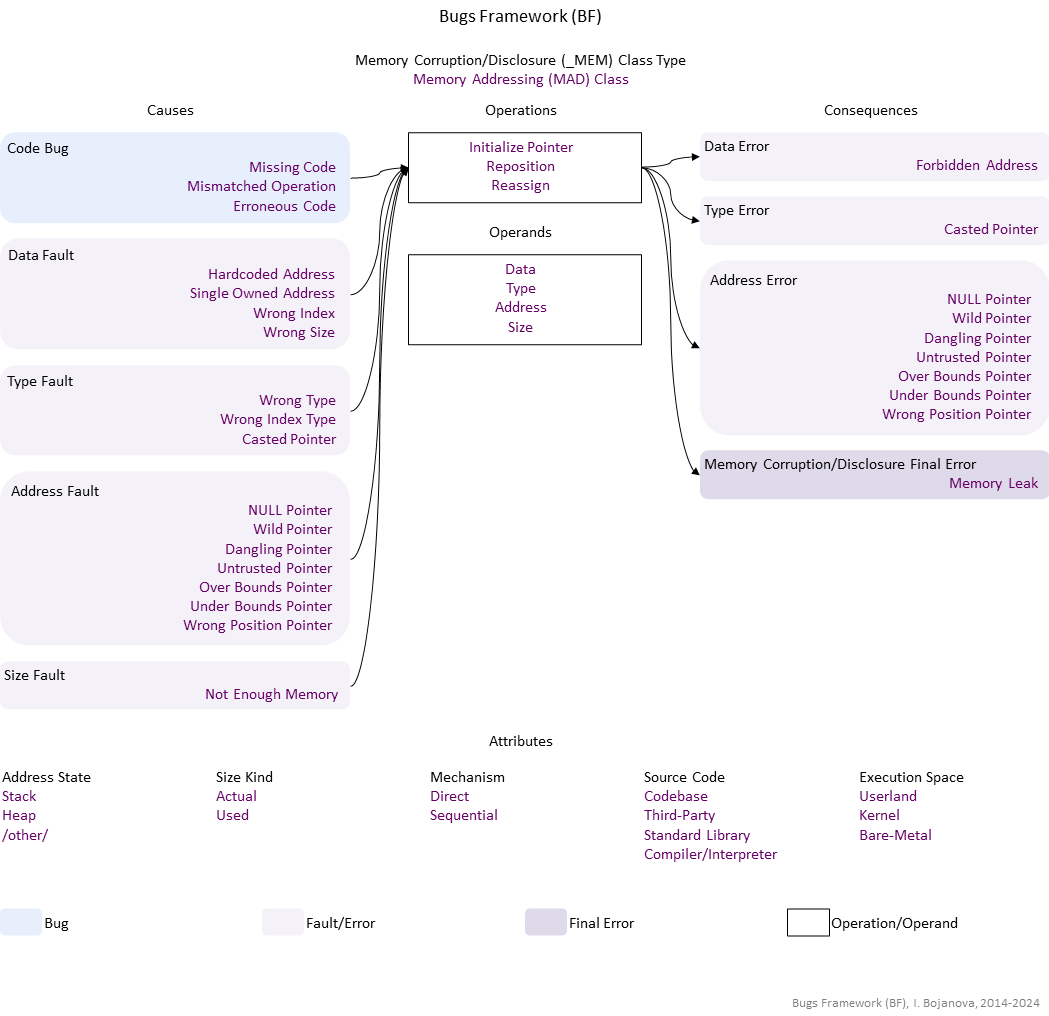 Bugs Framework (BF)
Memory Corruption/Disclosure (_MEM) Class Type
Memory Addressing (MAD) Class
Causes
Code Bug
Missing Code
Mismatched Operation
Erroneous Code
Data Fault
Hardcoded Address
Single Owned Address
Wrong Index
Wrong Size
Type Fault
Wrong Type
Wrong Index Type
Casted Pointer
Address Fault
NULL Pointer
Wild Pointer
Dangling Pointer
Untrusted Pointer
Over Bounds Pointer
Under Bounds Pointer
Wrong Position Pointer
Size Fault
Not Enough Memory
Operations
Initialize Pointer
Reposition
Reassign
Operands
Data
Type
Address
Size
Consequences
Data Error
Forbidden Address
Type Error
Casted Pointer
Address Error
NULL Pointer
Wild Pointer
Dangling Pointer
Untrusted Pointer
Over Bounds Pointer
Under Bounds Pointer
Wrong Position Pointer
Memory Corruption/Disclosure Final Error
Memory Leak
Attributes
Address State
Stack
Heap
/other/
Size Kind
Actual
Used
Mechanism
Direct
Sequential
Source Code
Codebase
Third-Party
Standard Library
Compiler/Interpreter
Execution Space
Userland
Kernel
Bare-Metal
Bug
Fault/Error
Final Error
Operation/Operand
Bugs Framework (BF), I. Bojanova, 2014-2024